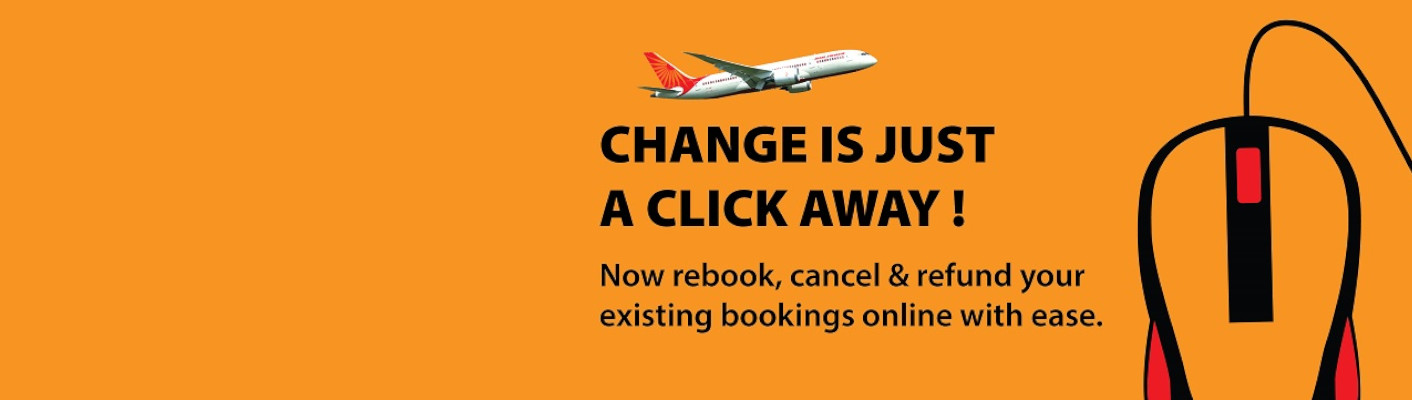 CHANGE IS JUST
A CLICK AWAY !
Now rebook, cancel & refund your
existing bookings online with ease.